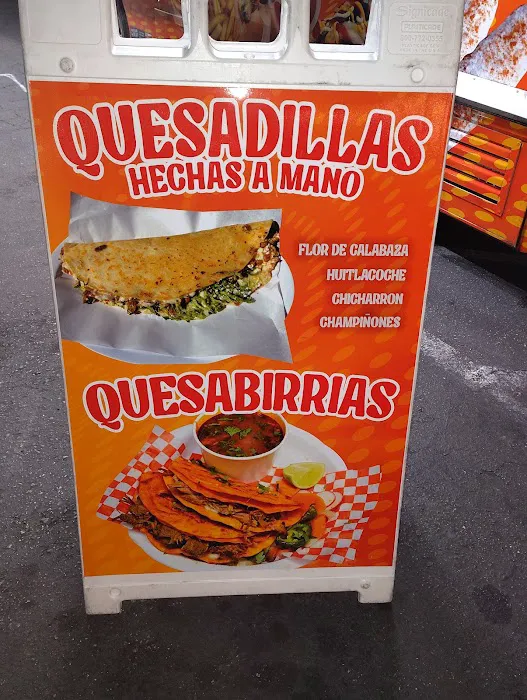 QUESADILLAS
HECHAS A MANO
FLOR DE CALABAZA
HUITLACOCHE
CHICHARRON
CHAMPIÑONES
QUESABIRRIAS